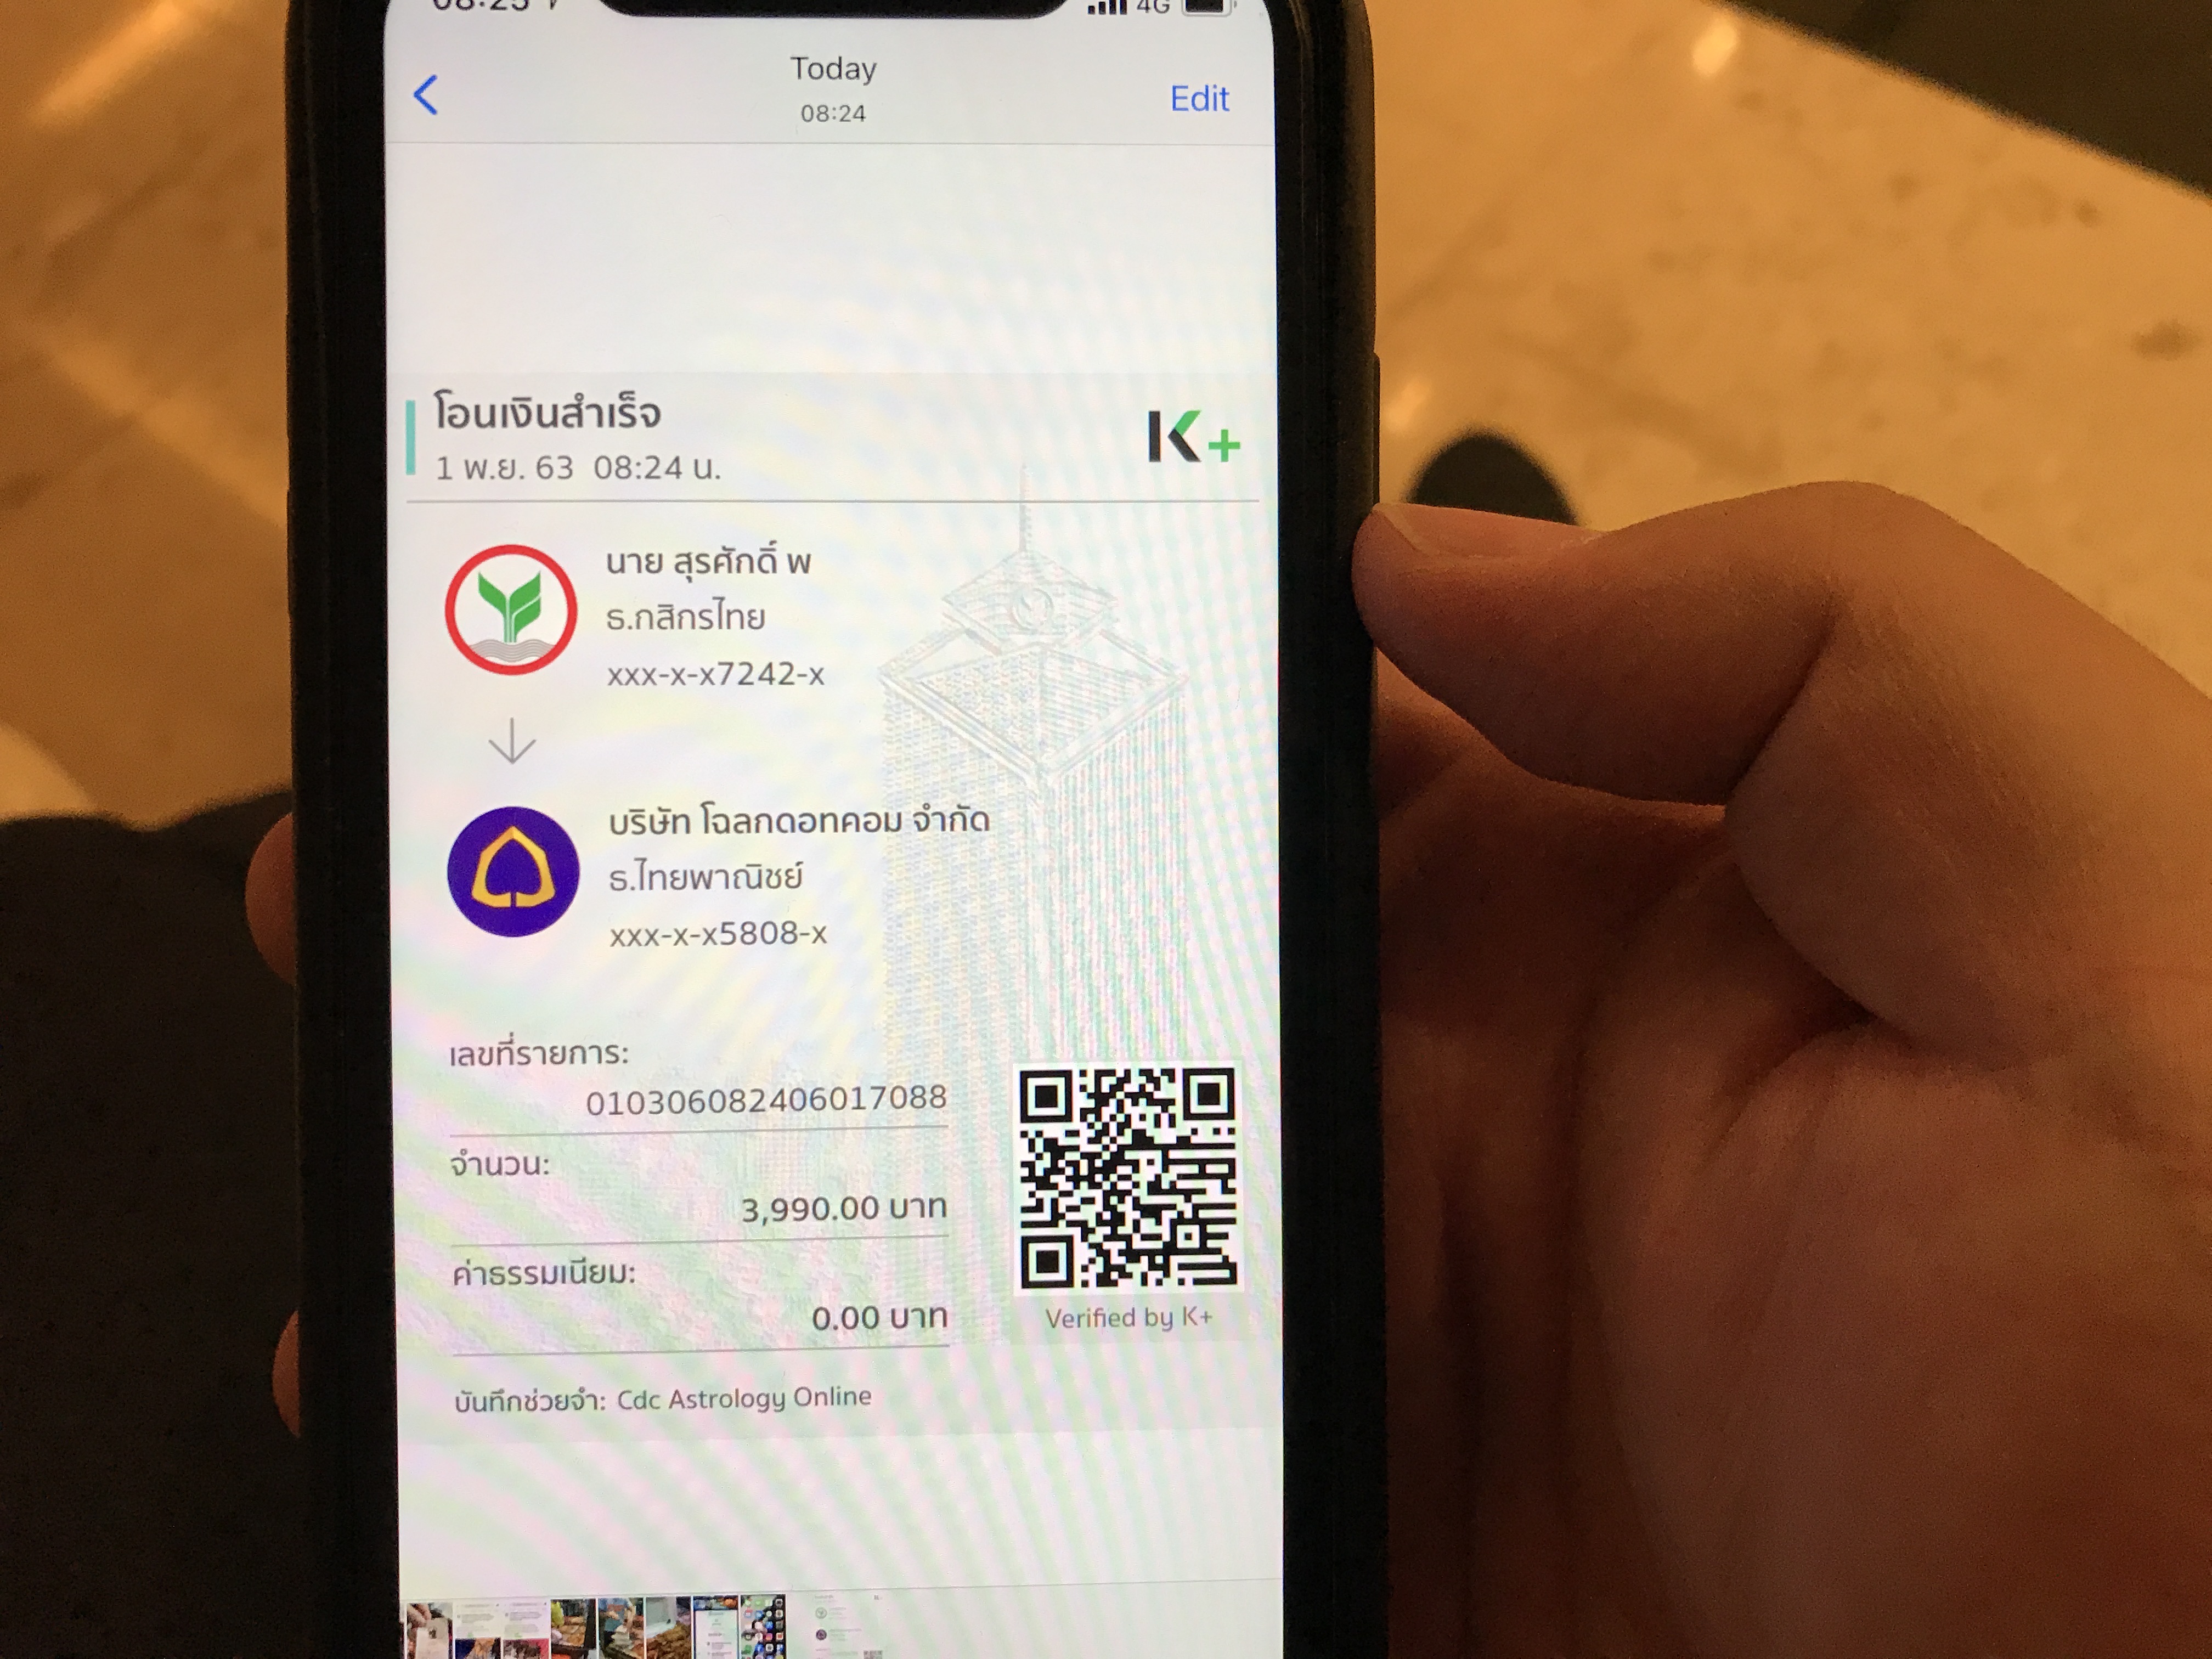 08:25
4G
Today
08:24
Edit
โอนเงินสำเร็จ
1 พ.ย. 63 08:24 น.
K+
นาย สุรศักดิ์ พ
ธ.กสิกรไทย
xxx-x-x7242-x
บริษัท โฉลกดอทคอม จำกัด
ธ.ไทยพาณิชย์
xxx-x-x5808-x
เลขที่รายการ:
010306082406017088
จำนวน:
3,990.00 บาท
ค่าธรรมเนียม:
0.00 บาท
Verified by K+
บันทึกช่วยจำ: Cdc Astrology Online